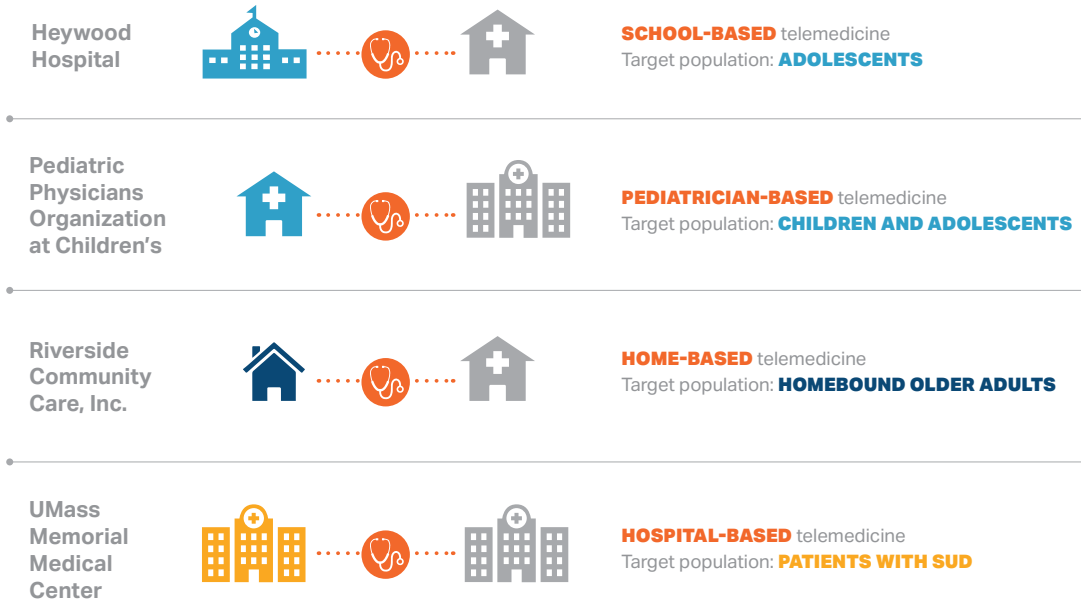 Heywood
Hospital
SCHOOL-BASED telemedicine
Target population: ADOLESCENTS
Pediatric
Physicians
Organization
at Children's
PEDIATRICIAN-BASED telemedicine
Target population: CHILDREN AND ADOLESCENTS
Riverside
Community
Care, Inc.
HOME-BASED telemedicine
Target population: HOMEBOUND OLDER ADULTS
UMass
Memorial
Medical
Center
HOSPITAL-BASED telemedicine
Target population: PATIENTS WITH SUD